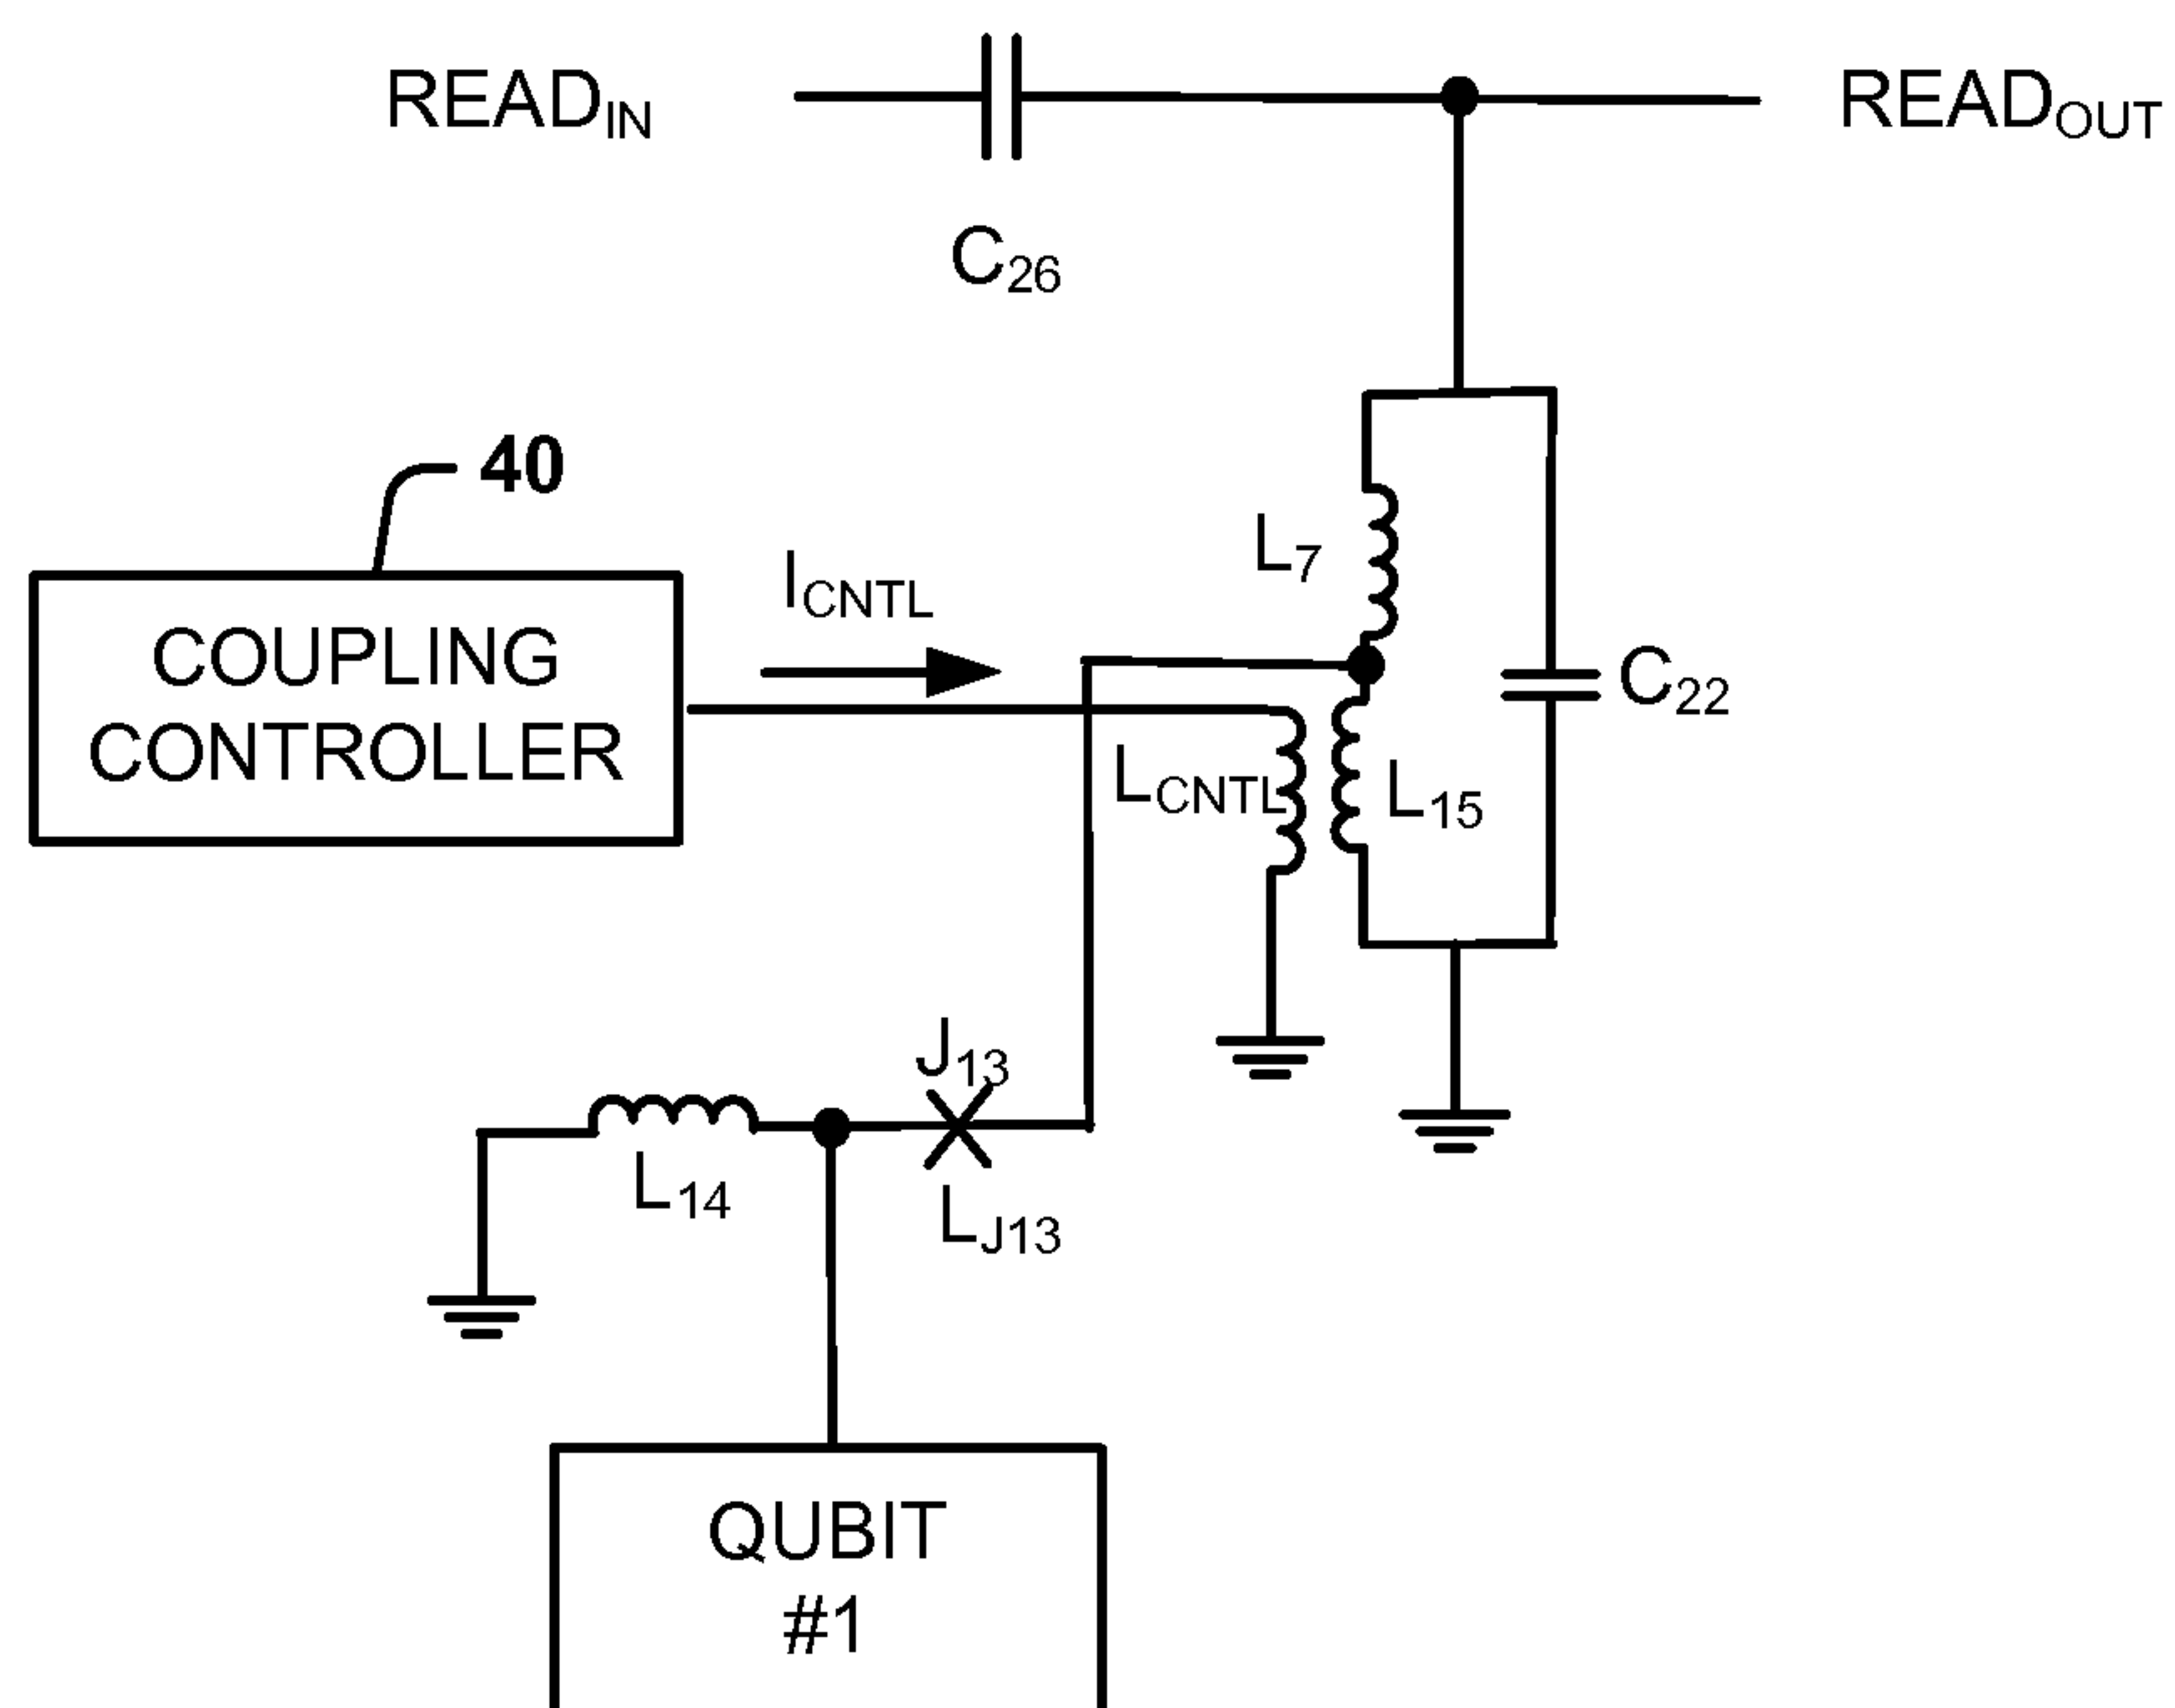 READIN
READOUT
C26
40
ICNTL
L7
COUPLING
CONTROLLER
C22
LCNTL
L15
J13
L14
LJ13
QUBIT
#1